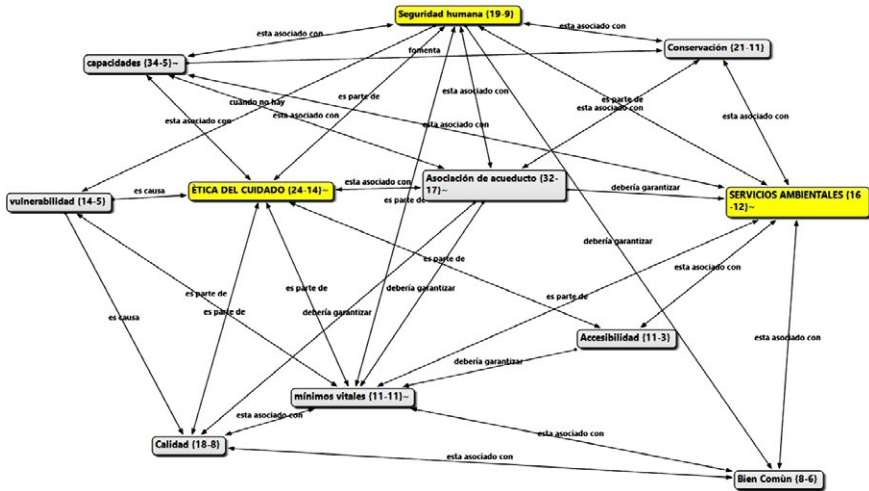 Seguridad humana {19-9}
esta asociado con
esta asociado con
fomenta
Conservación {21-11}
capacidades {34-5}~
es parte de
esta asociado con
es parte de
cuando no hay
esta asociado con
esta asociado con
esta asociado con
esta asociado con
esta asociado con
Asociación de acueducto {32-
17}~
ÈTICA DEL CUIDADO {24-14}~
esta asociado con
debería garantizar
SERVICIOS AMBIENTALES {16
-12}~
vulnerabilidad {14-5}
es causa
es parte de
debería garantizar
es parte de
esta asociado con
es parte de
es parte de
debería garantizar
es parte de
es causa
es parte de
debería garantizar
Accesibilidad {11-3}
esta asociado con
debería garantizar
mínimos vitales {11-11}~
esta asociado con
esta asociado con
Calidad {18-8}
esta asociado con
Bien Comùn {8-6}